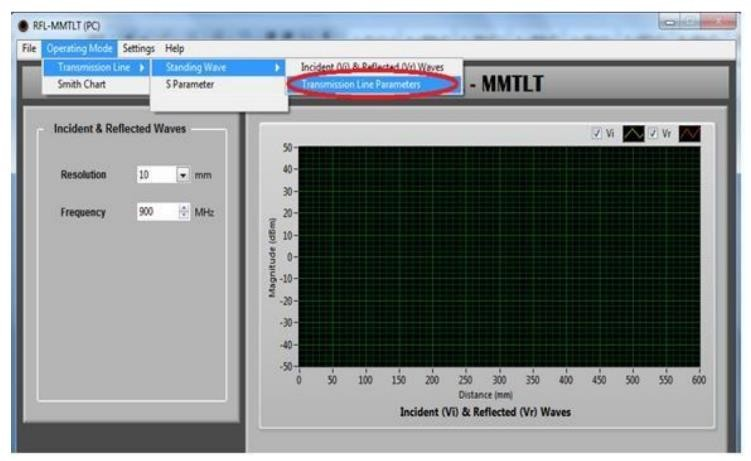 RFL-MMTLT (PC)
File Operating Mode Settings Help
Transmission Line Standing Wave Incident (Vi) & Reflected (Vr) Waves
Smith Chart S Parameter Transmission Line Parameters
- MMTLT
Incident & Reflected Waves
Resolution 10 mm
Frequency 900 MHz
Vi Vr
50
40
30
20
10
0
-10
-20
-30
-40
-50
Magnitude (dBm)
0 50 100 150 200 250 300 350 400 450 500 550 600
Distance (mm)
Incident (Vi) & Reflected (Vr) Waves